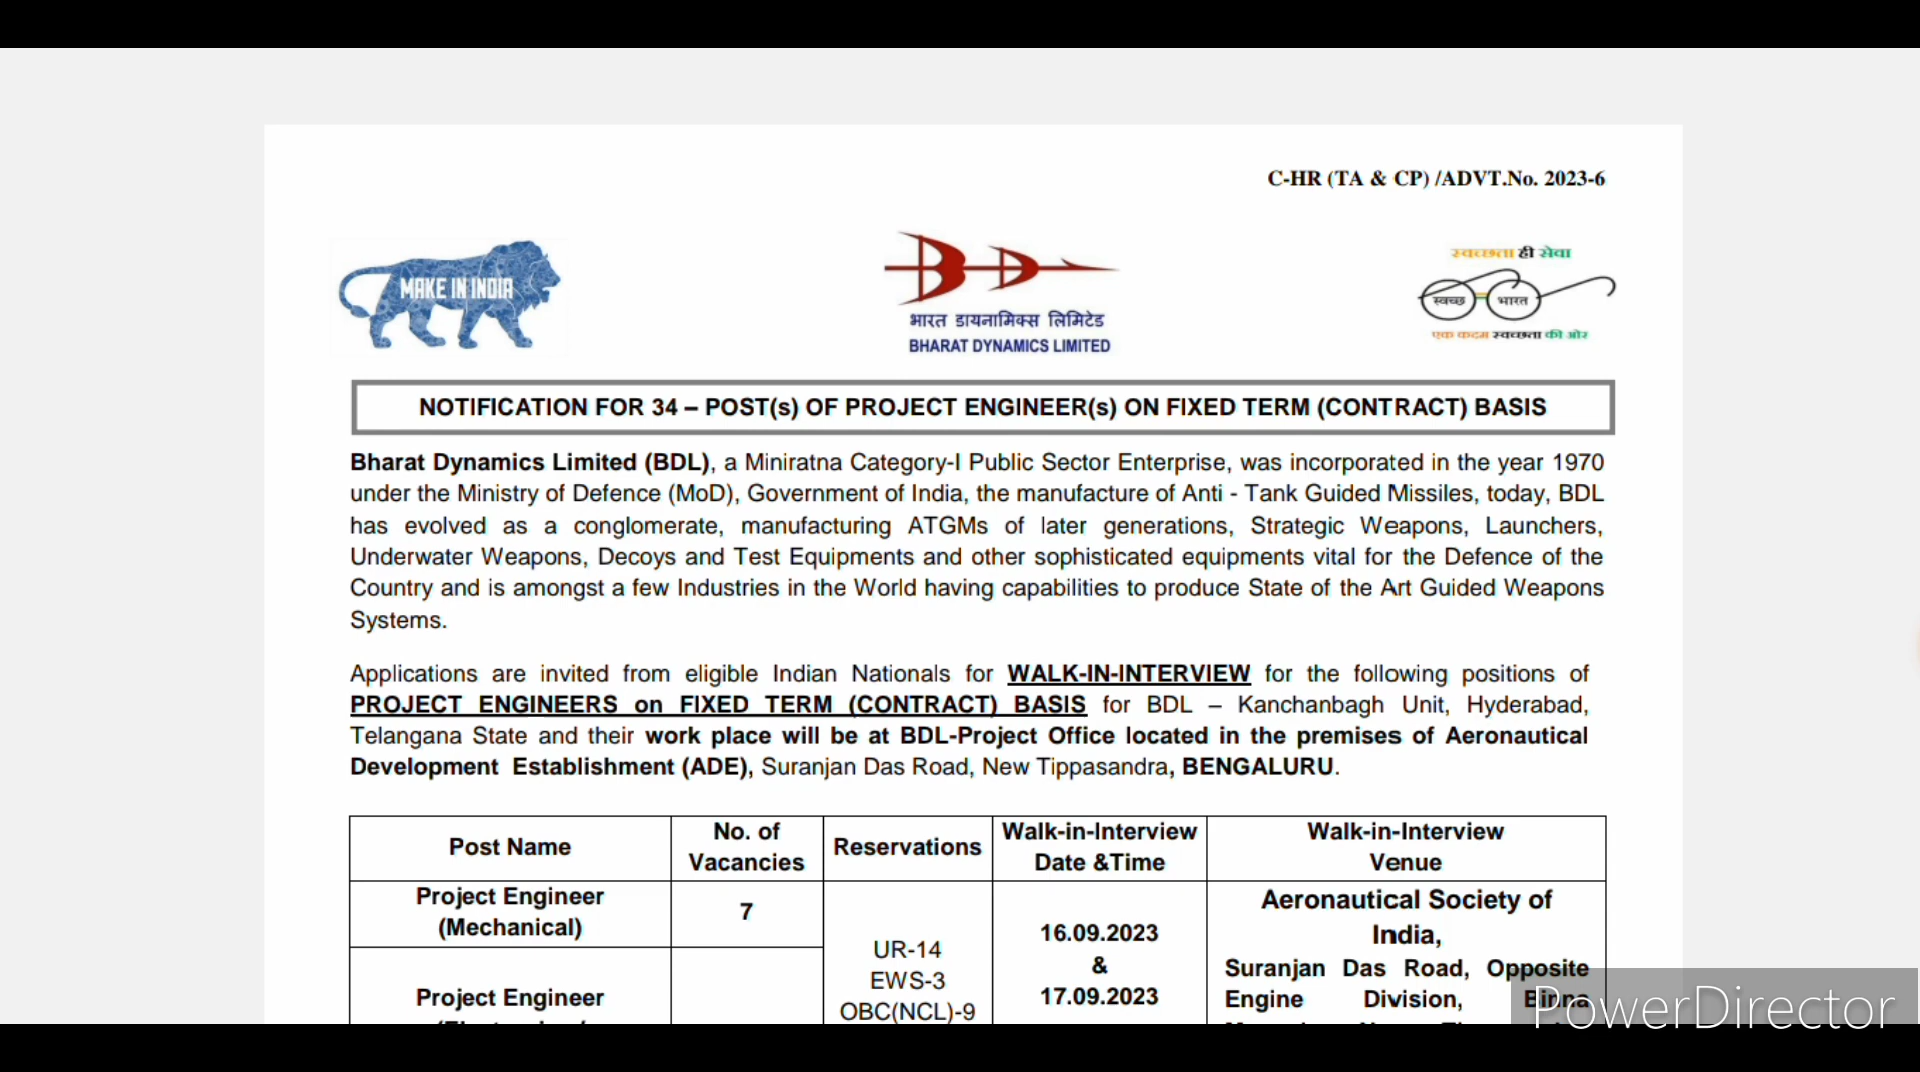 C-HR (TA & CP) /ADVT.No. 2023-6
MAKE IN INDIA
भारत डायनामिक्स लिमिटेड
BHARAT DYNAMICS LIMITED
स्वच्छता ही सेवा
स्वच्छ भारत
एक कदम स्वच्छता की ओर
NOTIFICATION FOR 34 – POST(s) OF PROJECT ENGINEER(s) ON FIXED TERM (CONTRACT) BASIS
Bharat Dynamics Limited (BDL), a Miniratna Category-I Public Sector Enterprise, was incorporated in the year 1970
under the Ministry of Defence (MoD), Government of India, the manufacture of Anti - Tank Guided Missiles, today, BDL
has evolved as a conglomerate, manufacturing ATGMs of later generations, Strategic Weapons, Launchers,
Underwater Weapons, Decoys and Test Equipments and other sophisticated equipments vital for the Defence of the
Country and is amongst a few Industries in the World having capabilities to produce State of the Art Guided Weapons
Systems.
Applications are invited from eligible Indian Nationals for WALK-IN-INTERVIEW for the following positions of
PROJECT ENGINEERS on FIXED TERM (CONTRACT) BASIS for BDL – Kanchanbagh Unit, Hyderabad,
Telangana State and their work place will be at BDL-Project Office located in the premises of Aeronautical
Development Establishment (ADE), Suranjan Das Road, New Tippasandra, BENGALURU.
Post Name
No. of
Vacancies
Reservations
Walk-in-Interview
Date &Time
Walk-in-Interview
Venue
Project Engineer
(Mechanical)
7
Project Engineer
UR-14
EWS-3
OBC(NCL)-9
16.09.2023
&
17.09.2023
Aeronautical Society of
India,
Suranjan Das Road, Opposite
Engine Division, Binna
PowerDirector